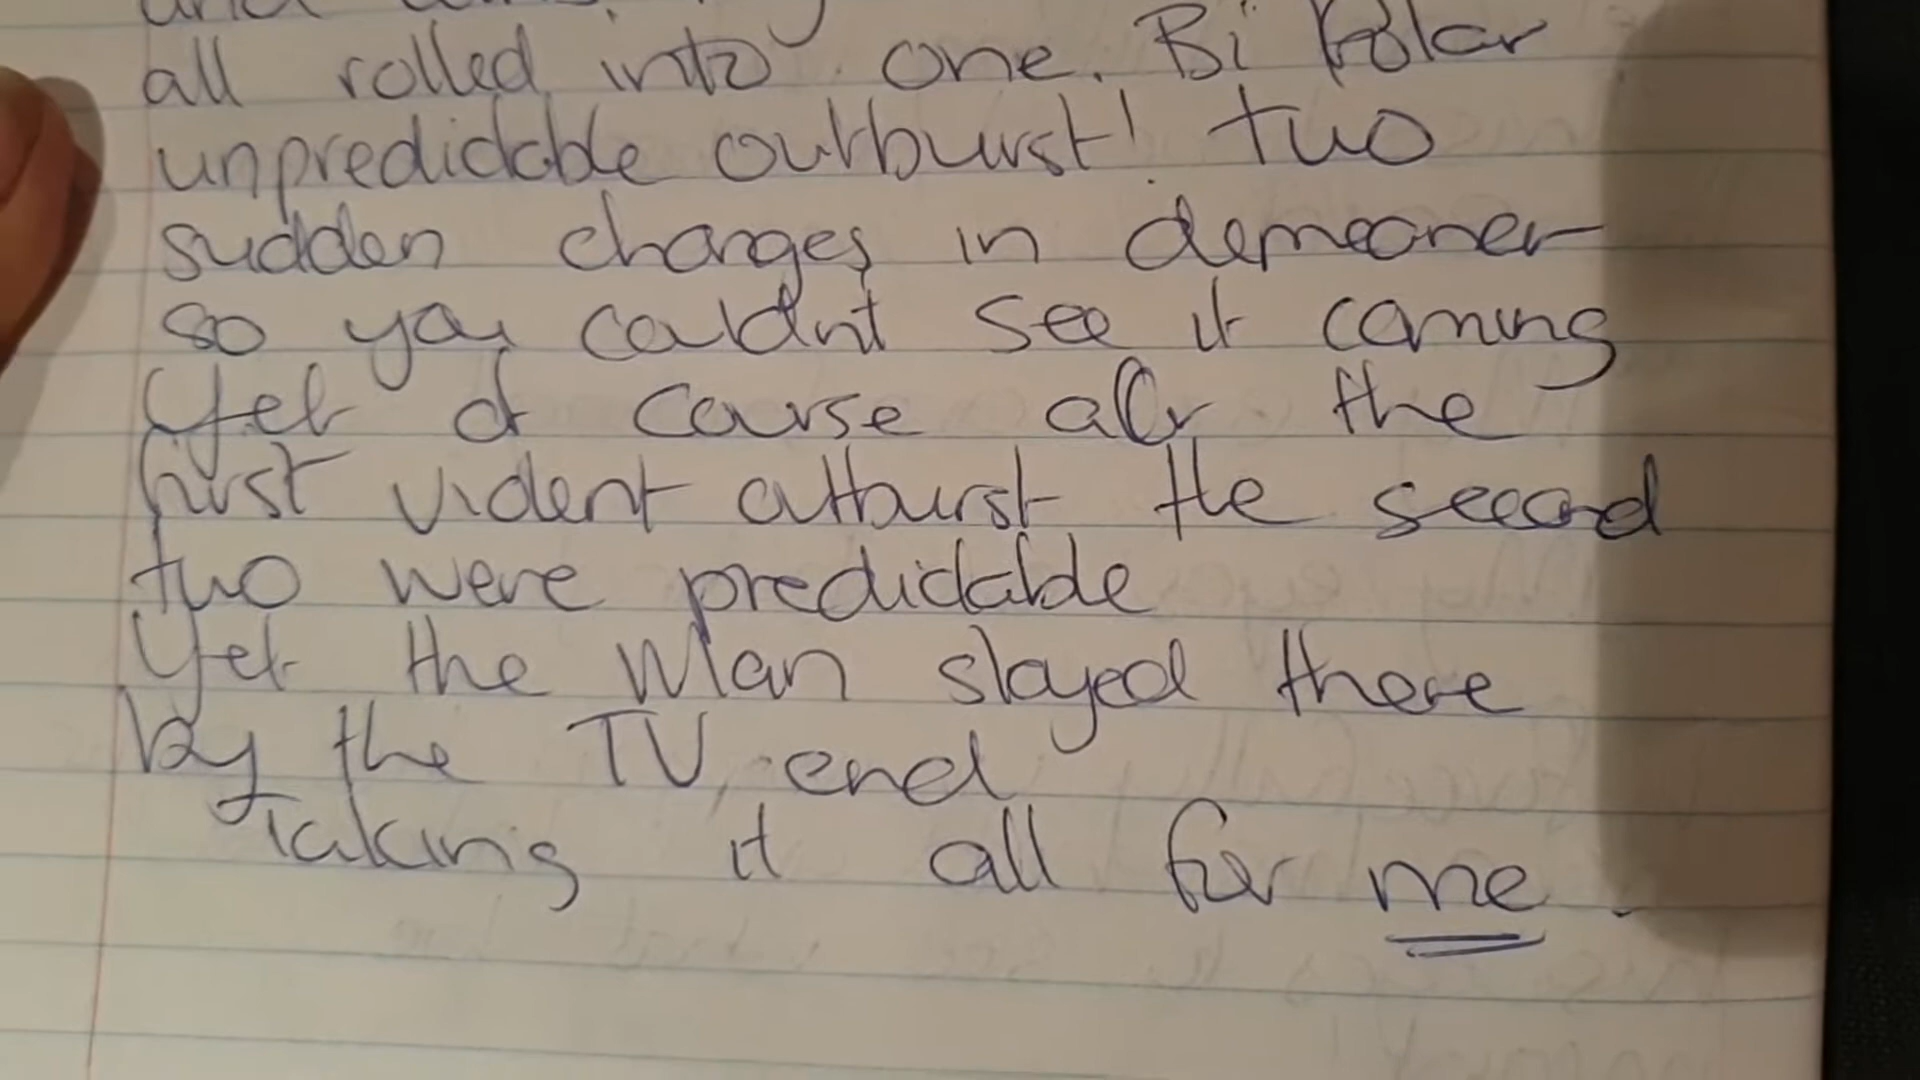 all rolled into one. Bi Polar
unpredictable outburst! two
sudden changes in demeaner
so you couldnt see it coming
Yet of course aftr the
first violent outburst the second
two were predictable
Yet the Man stayed there
by the TV end
Taking it all for me.